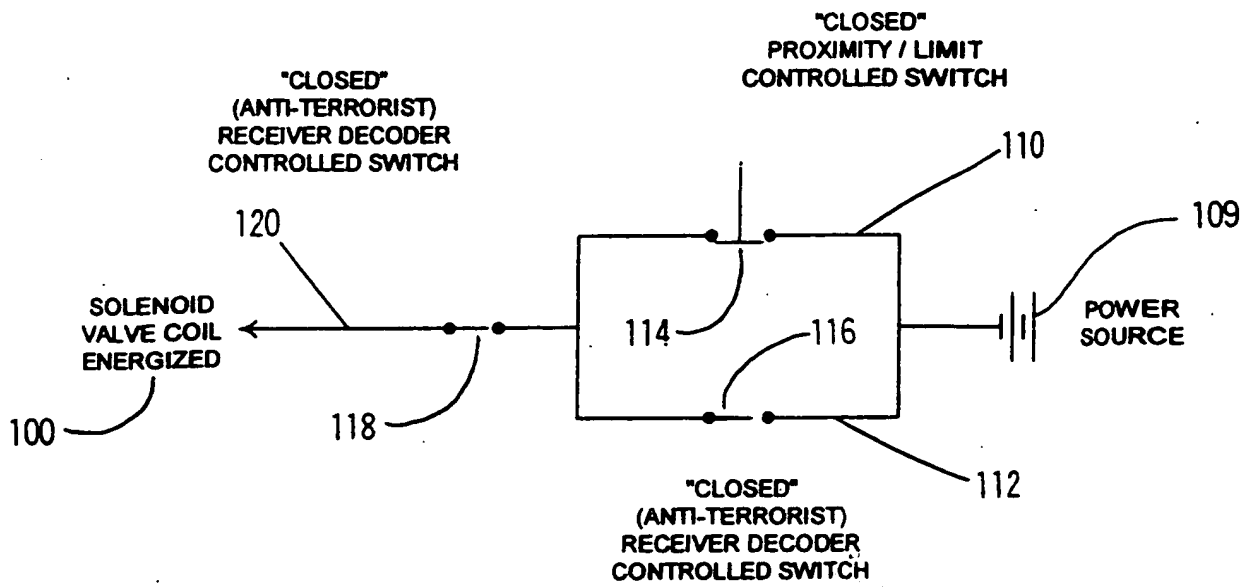 "CLOSED"
PROXIMITY / LIMIT
CONTROLLED SWITCH
"CLOSED"
(ANTI-TERRORIST)
RECEIVER DECODER
CONTROLLED SWITCH
110
109
120
SOLENOID
VALVE COIL
ENERGIZED
114
116
POWER
SOURCE
100
118
112
"CLOSED"
(ANTI-TERRORIST)
RECEIVER DECODER
CONTROLLED SWITCH